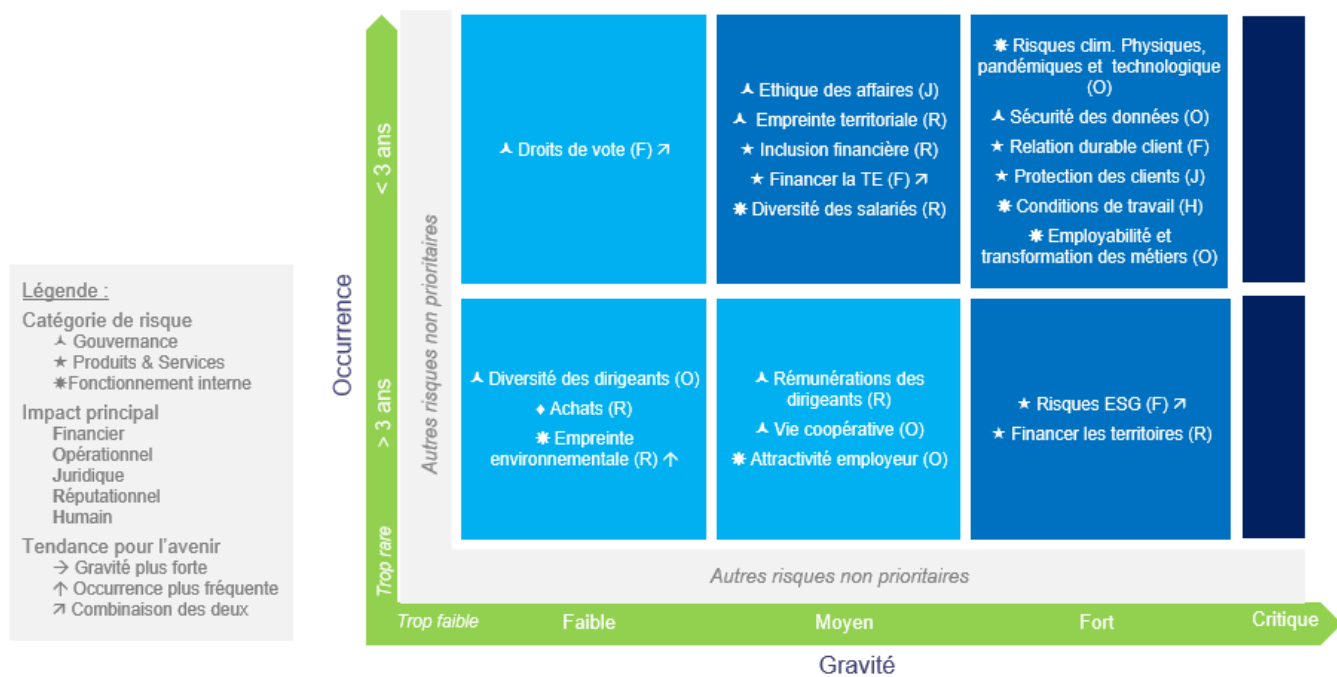 Légende :
Catégorie de risque
Gouvernance
★ Produits & Services
✸Fonctionnement interne
Impact principal
Financier
Opérationnel
Juridique
Réputationnel
Humain
Tendance pour l'avenir
→ Gravité plus forte
↑ Occurrence plus fréquente
↗ Combinaison des deux
Occurrence
< 3 ans
> 3 ans
Trop rare
Autres risques non prioritaires
Droits de vote (F) ↗
Ethique des affaires (J)
Empreinte territoriale (R)
★ Inclusion financière (R)
★ Financer la TE (F) ↗
✸ Diversité des salariés (R)
✸ Risques clim. Physiques,
pandémiques et technologique
(O)
Sécurité des données (O)
★ Relation durable client (F)
★ Protection des clients (J)
✸ Conditions de travail (H)
✸ Employabilité et
transformation des métiers (O)
Diversité des dirigeants (O)
♦ Achats (R)
✸ Empreinte
environnementale (R) ↑
Rémunérations des
dirigeants (R)
Vie coopérative (O)
✸ Attractivité employeur (O)
★ Risques ESG (F) ↗
★ Financer les territoires (R)
Autres risques non prioritaires
Trop faible
Faible
Moyen
Fort
Critique
Gravité